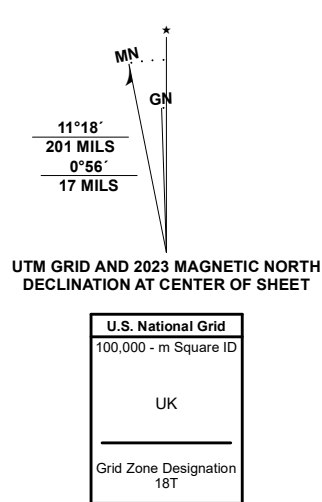 ★
MN
GN
11°18´
201 MILS
0°56´
17 MILS
UTM GRID AND 2023 MAGNETIC NORTH
DECLINATION AT CENTER OF SHEET
U.S. National Grid
100,000 - m Square ID
UK
Grid Zone Designation
18T